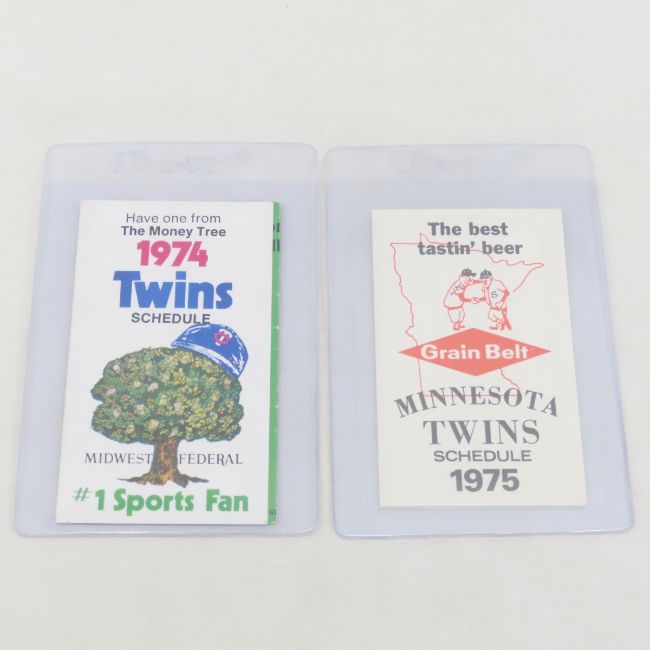 Have one from
The Money Tree
1974
Twins
SCHEDULE
MIDWEST FEDERAL
#1 Sports Fan
The best
tastin' beer
M S
Grain Belt
MINNESOTA
TWINS
SCHEDULE
1975